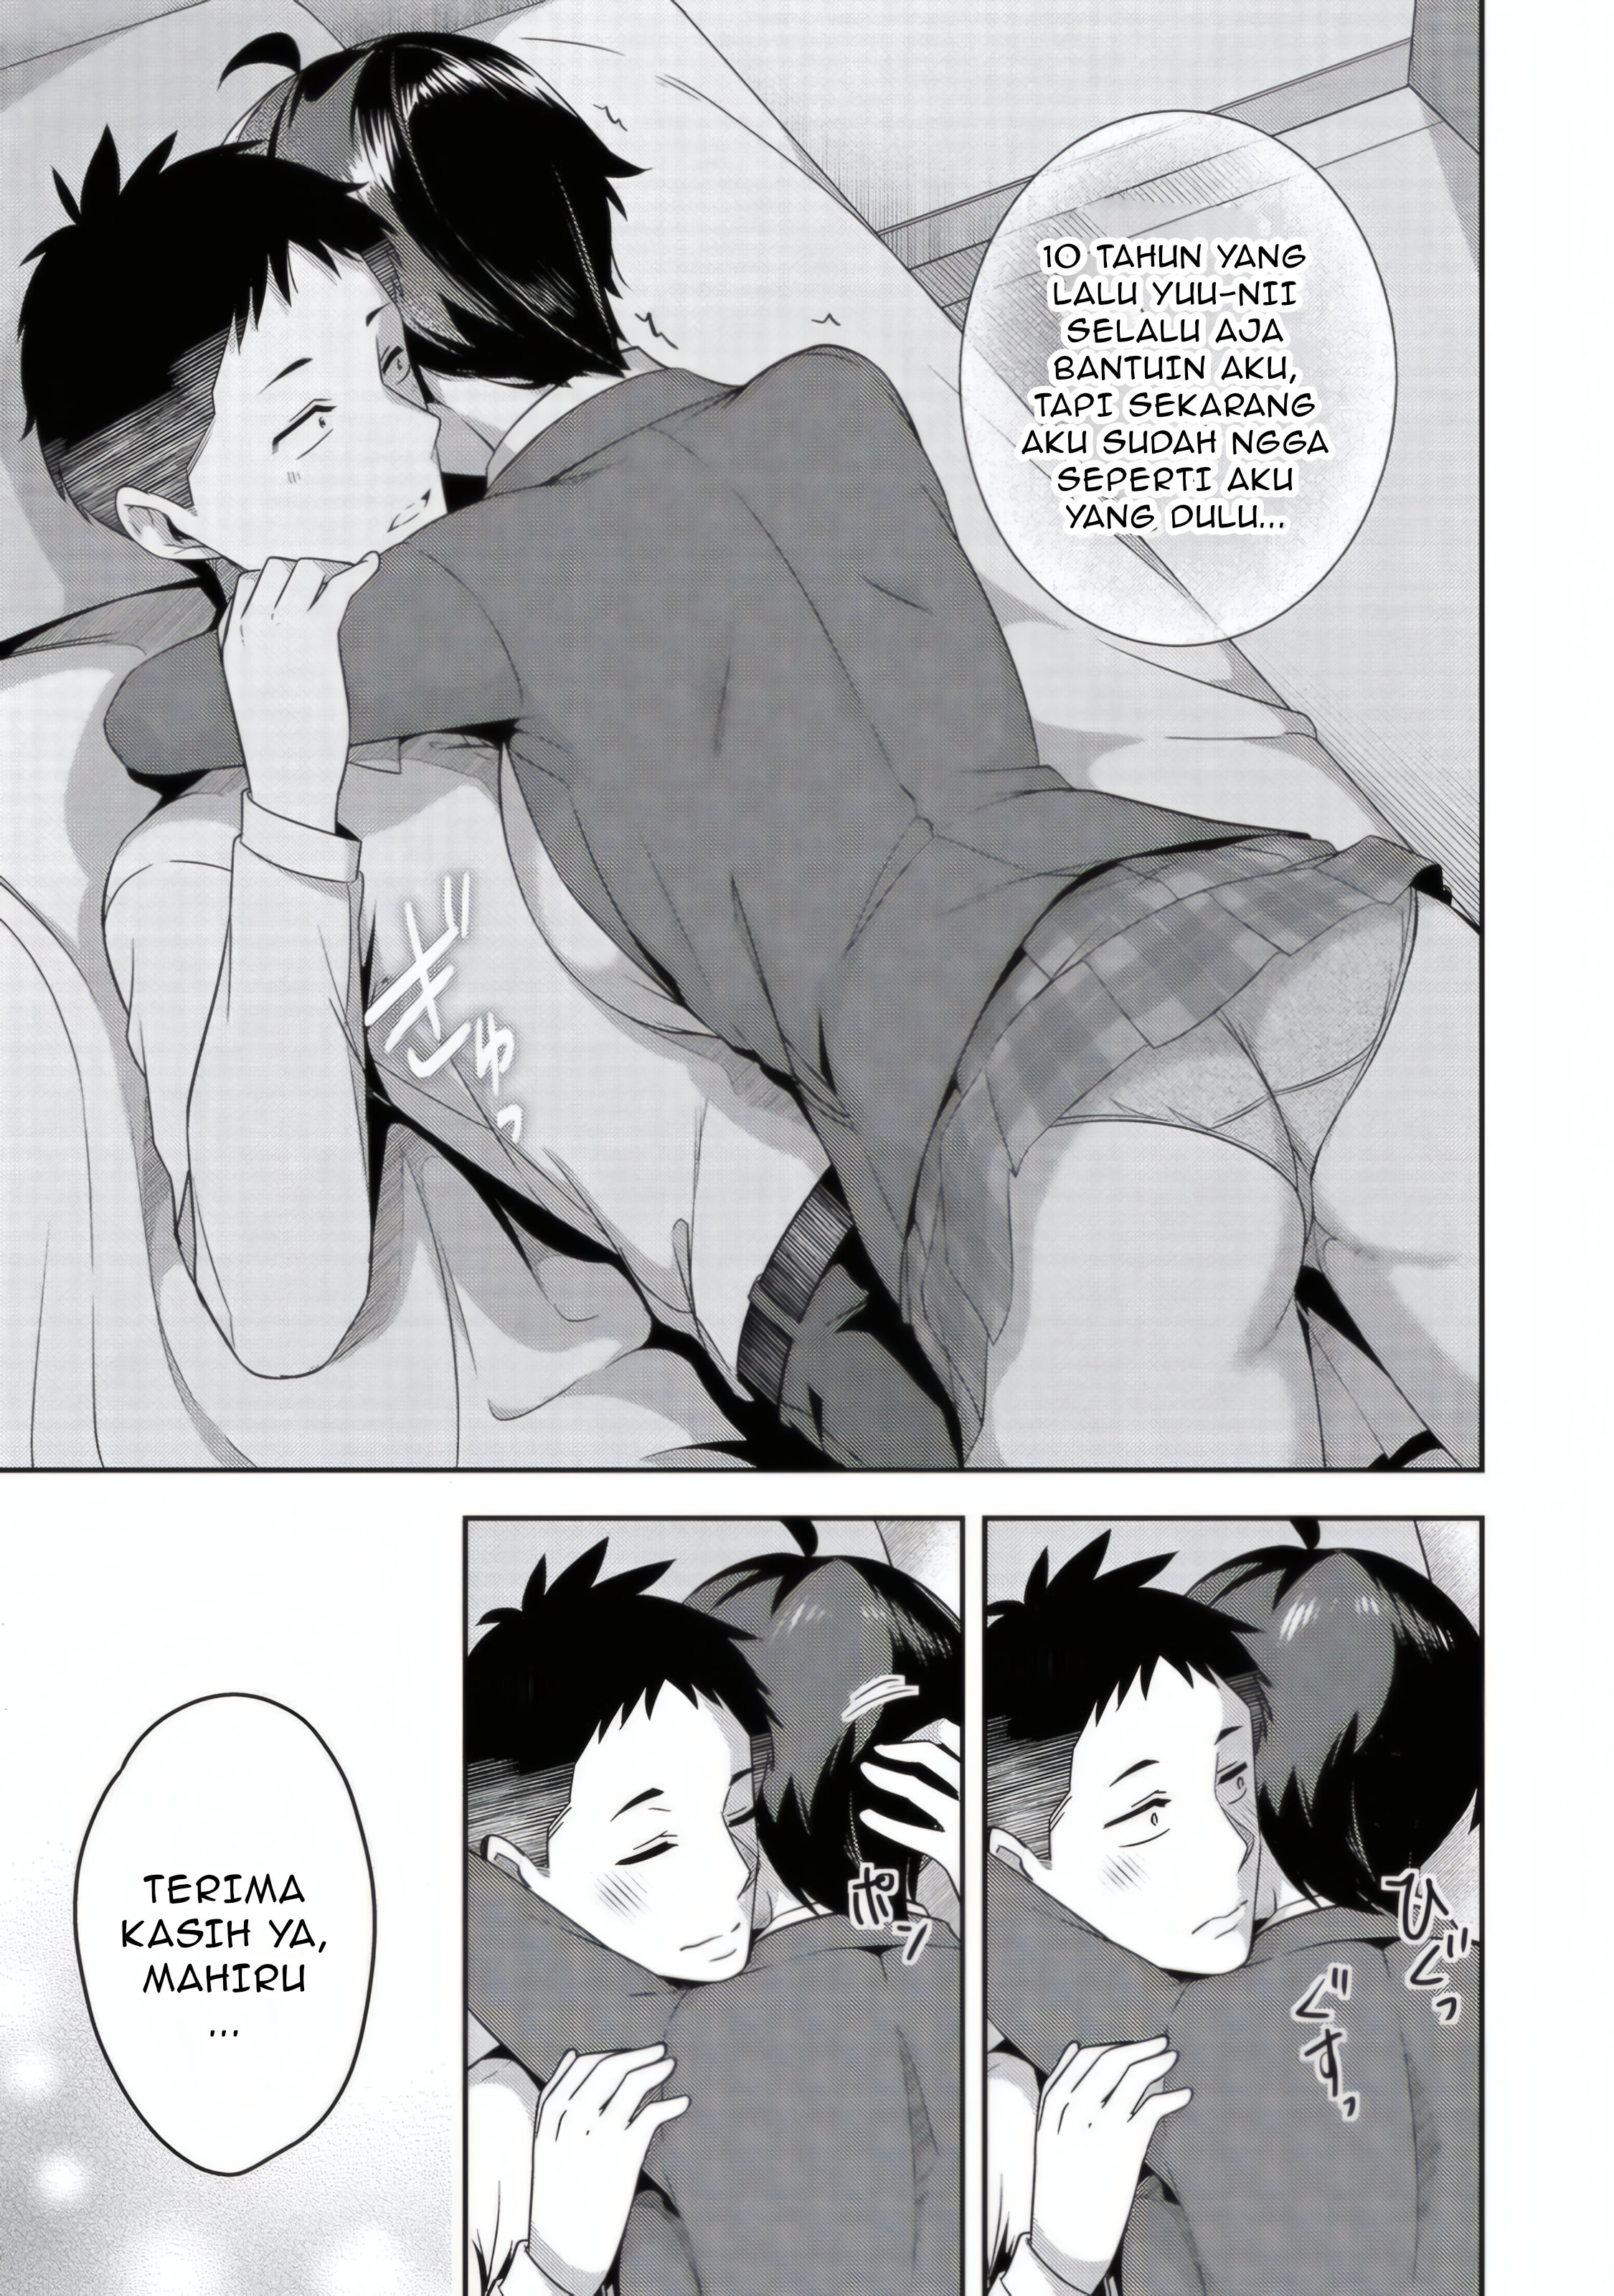 10 TAHUN YANG
LALU YUU-NII
SELALU AJA
BANTUIN AKU,
TAPI SEKARANG
AKU SUDAH NGGA
SEPERTI AKU
YANG DULU...
ぎゅっ
ひぐっ
ぐすっ
ポン
TERIMA
KASIH YA,
MAHIRU
...